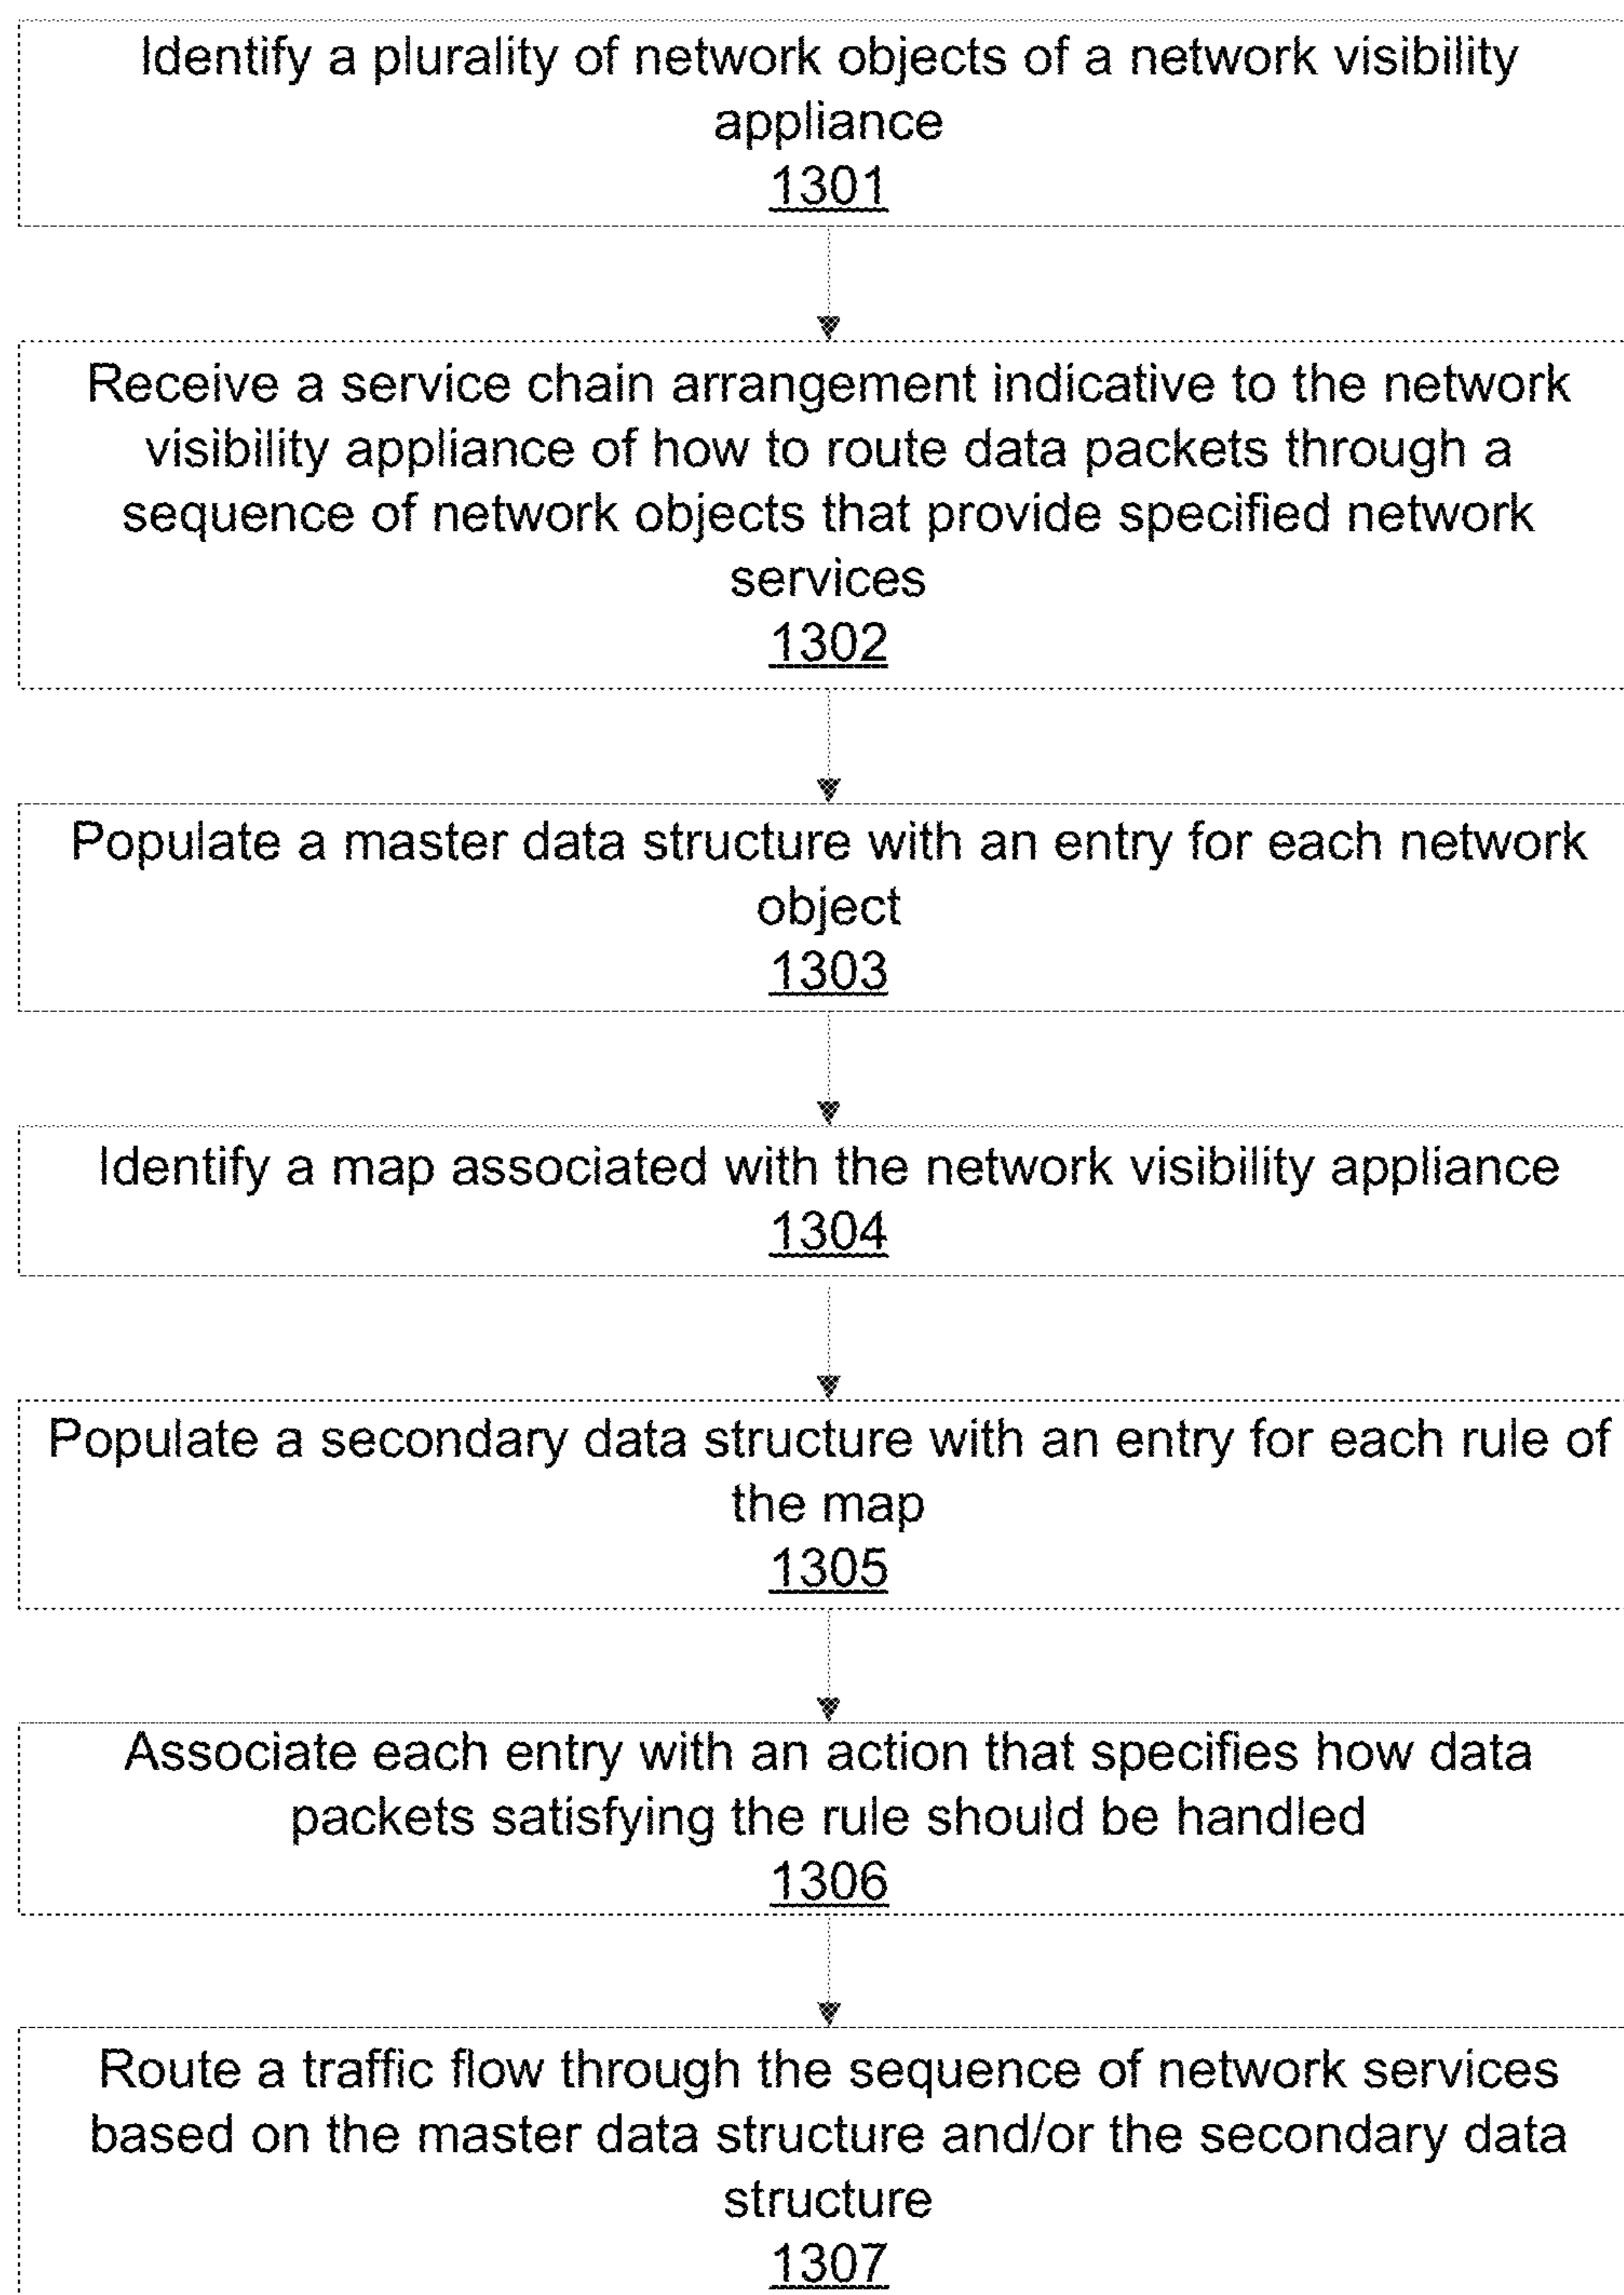 Identify a plurality of network objects of a network visibility
appliance
1301
Receive a service chain arrangement indicative to the network
visibility appliance of how to route data packets through a
sequence of network objects that provide specified network
services
1302
Populate a master data structure with an entry for each network
object
1303
Identify a map associated with the network visibility appliance
1304
Populate a secondary data structure with an entry for each rule of
the map
1305
Associate each entry with an action that specifies how data
packets satisfying the rule should be handled
1306
Route a traffic flow through the sequence of network services
based on the master data structure and/or the secondary data
structure
1307